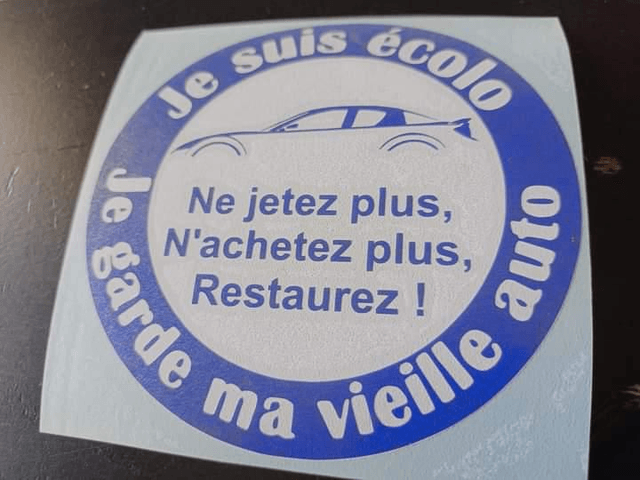 Je suis écolo
Ne jetez plus,
N'achetez plus,
Restaurez !
Je garde ma vieille auto